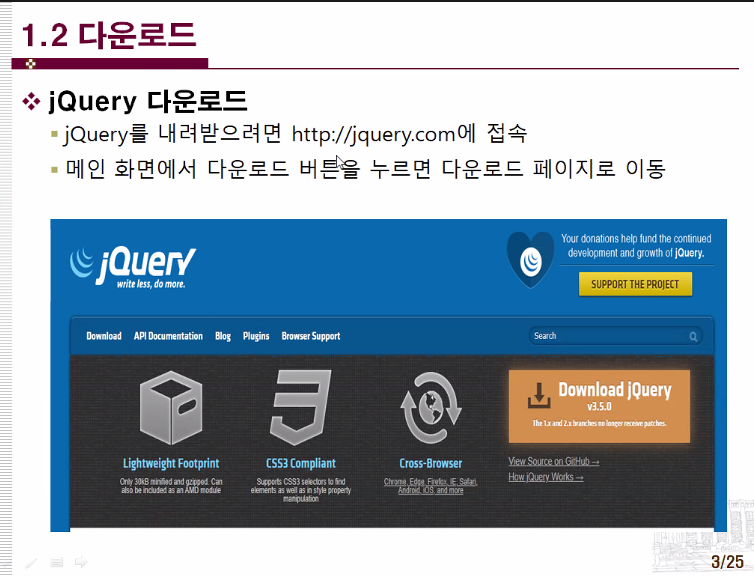 1.2 다운로드
jQuery 다운로드
jQuery를 내려받으려면 http://jquery.com에 접속
메인 화면에서 다운로드 버튼을 누르면 다운로드 페이지로 이동
jQuery
write less, do more.
Your donations help fund the continued
development and growth of jQuery.
SUPPORT THE PROJECT
Download API Documentation Blog Plugins Browser Support
Search
Lightweight Footprint
Only 30kB minified and gzipped. Can
also be included as an AMD module
CSS3 Compliant
Supports CSS3 selectors to find
elements as well as in style property
manipulation
Cross-Browser
Chrome, Edge, Firefox, IE, Safari,
Android, iOS, and more
Download jQuery
v3.5.0
The 1.x and 2.x branches no longer receive patches.
View Source on GitHub →
How jQuery Works →
3/25